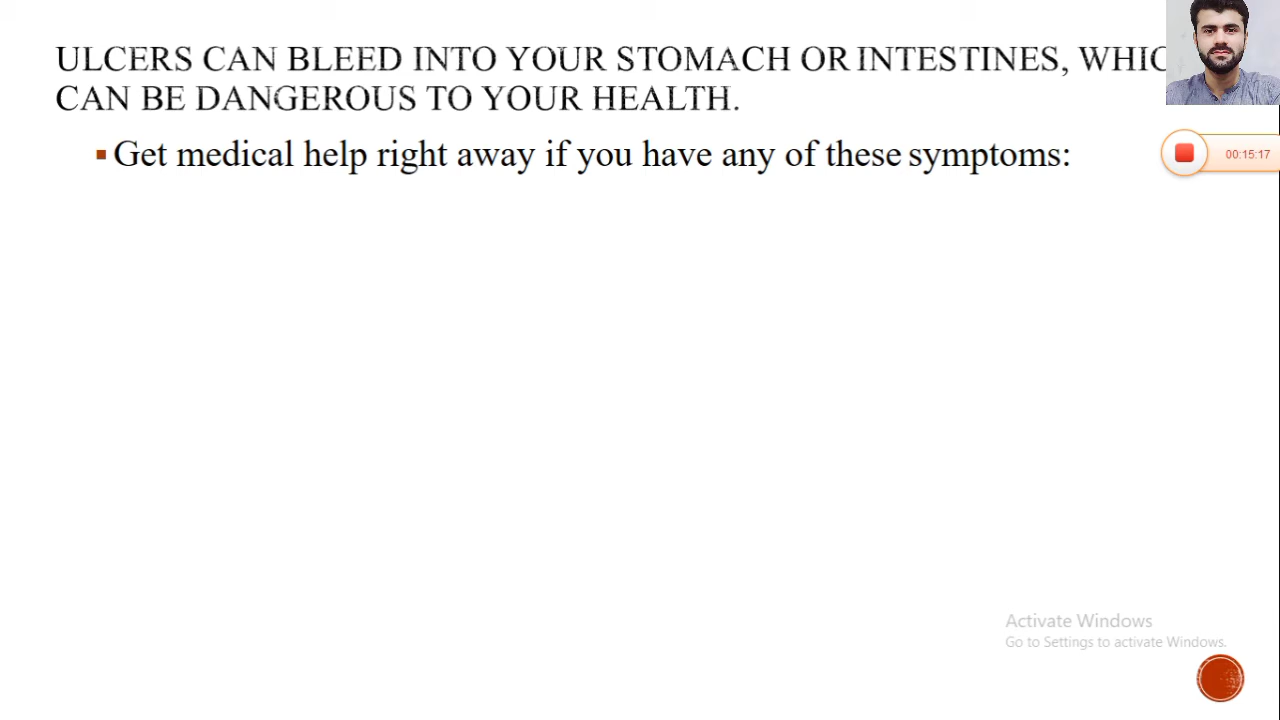 ULCERS CAN BLEED INTO YOUR STOMACH OR INTESTINES, WHIC
CAN BE DANGEROUS TO YOUR HEALTH.
Get medical help right away if you have any of these symptoms:
00:15:17
Activate Windows
Go to Settings to activate Windows.